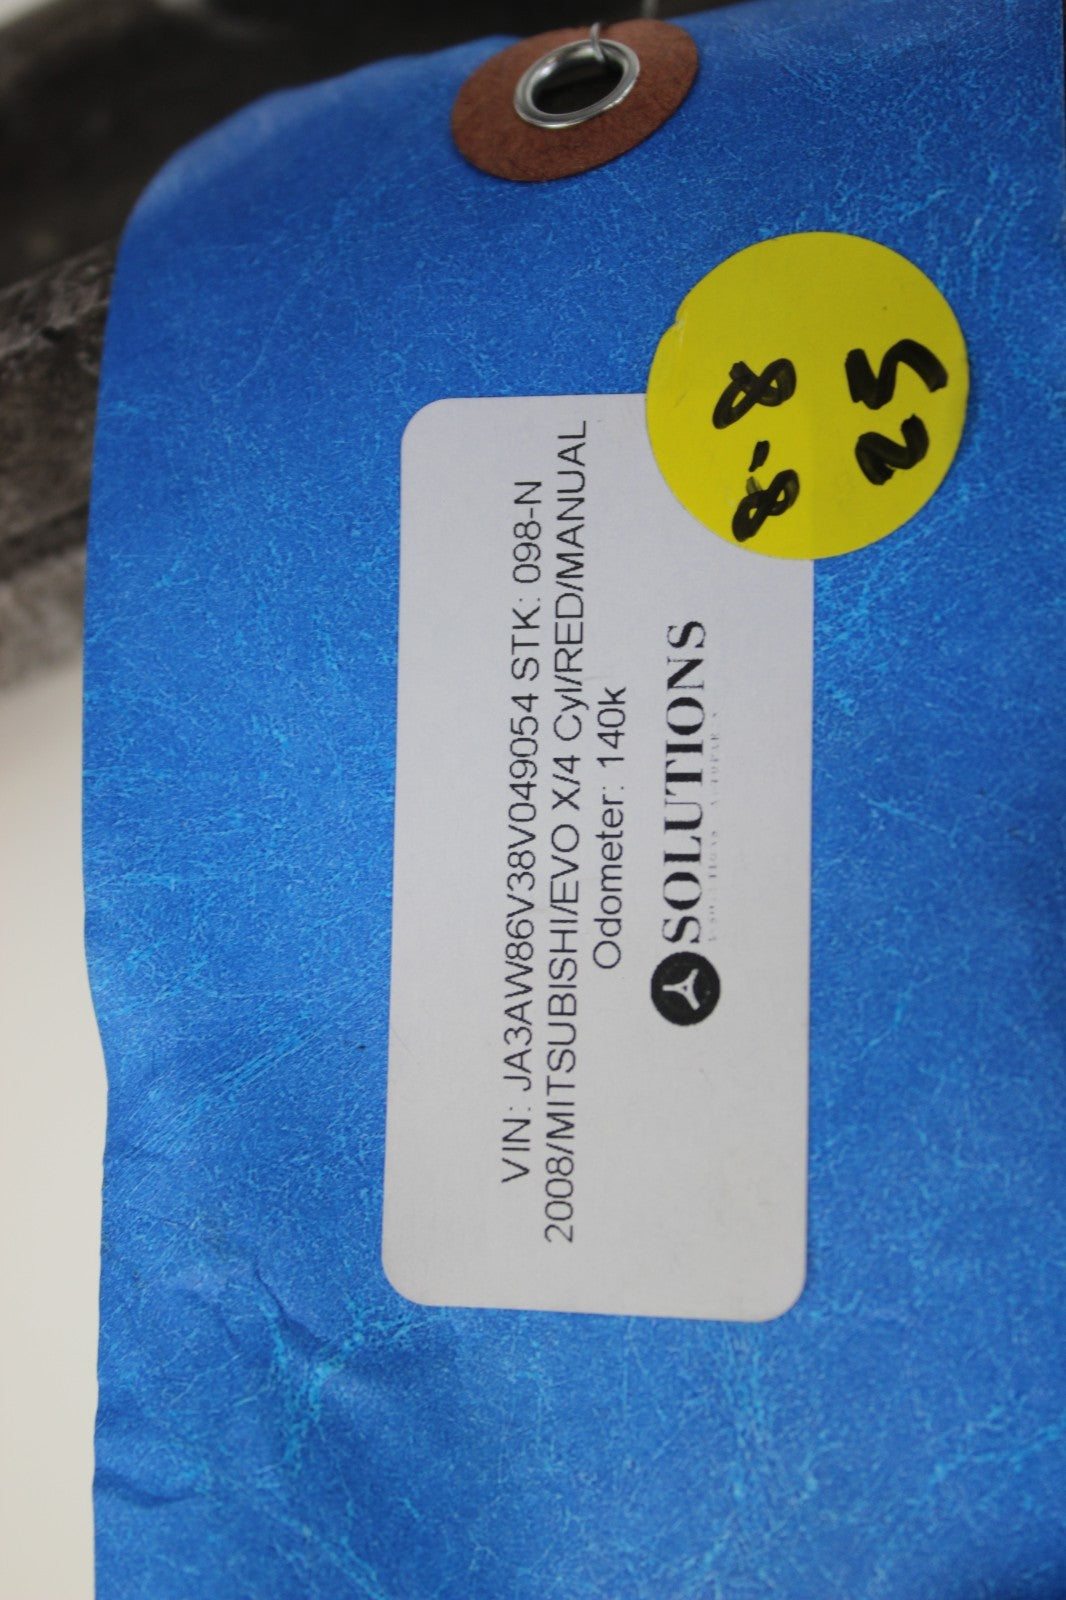 VIN: JA3AW86V38V049054 STK: 098-N
2008/MITSUBISHI/EVO X/4 Cyl/RED/MANUAL
Odometer: 140k
SOLUTIONS
8.8
25